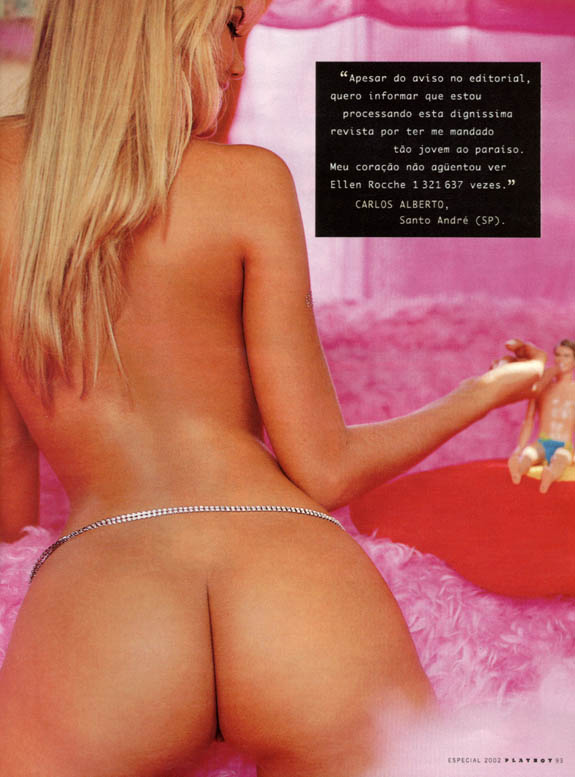 “Apesar do aviso no editorial,
quero informar que estou
processando esta digníssima
revista por ter me mandado
tão jovem ao paraíso.
Meu coração não agüentou ver
Ellen Rocche 1 321 637 vezes.”
CARLOS ALBERTO,
Santo André (SP).
ESPECIAL 2002 PLAYBOY 93